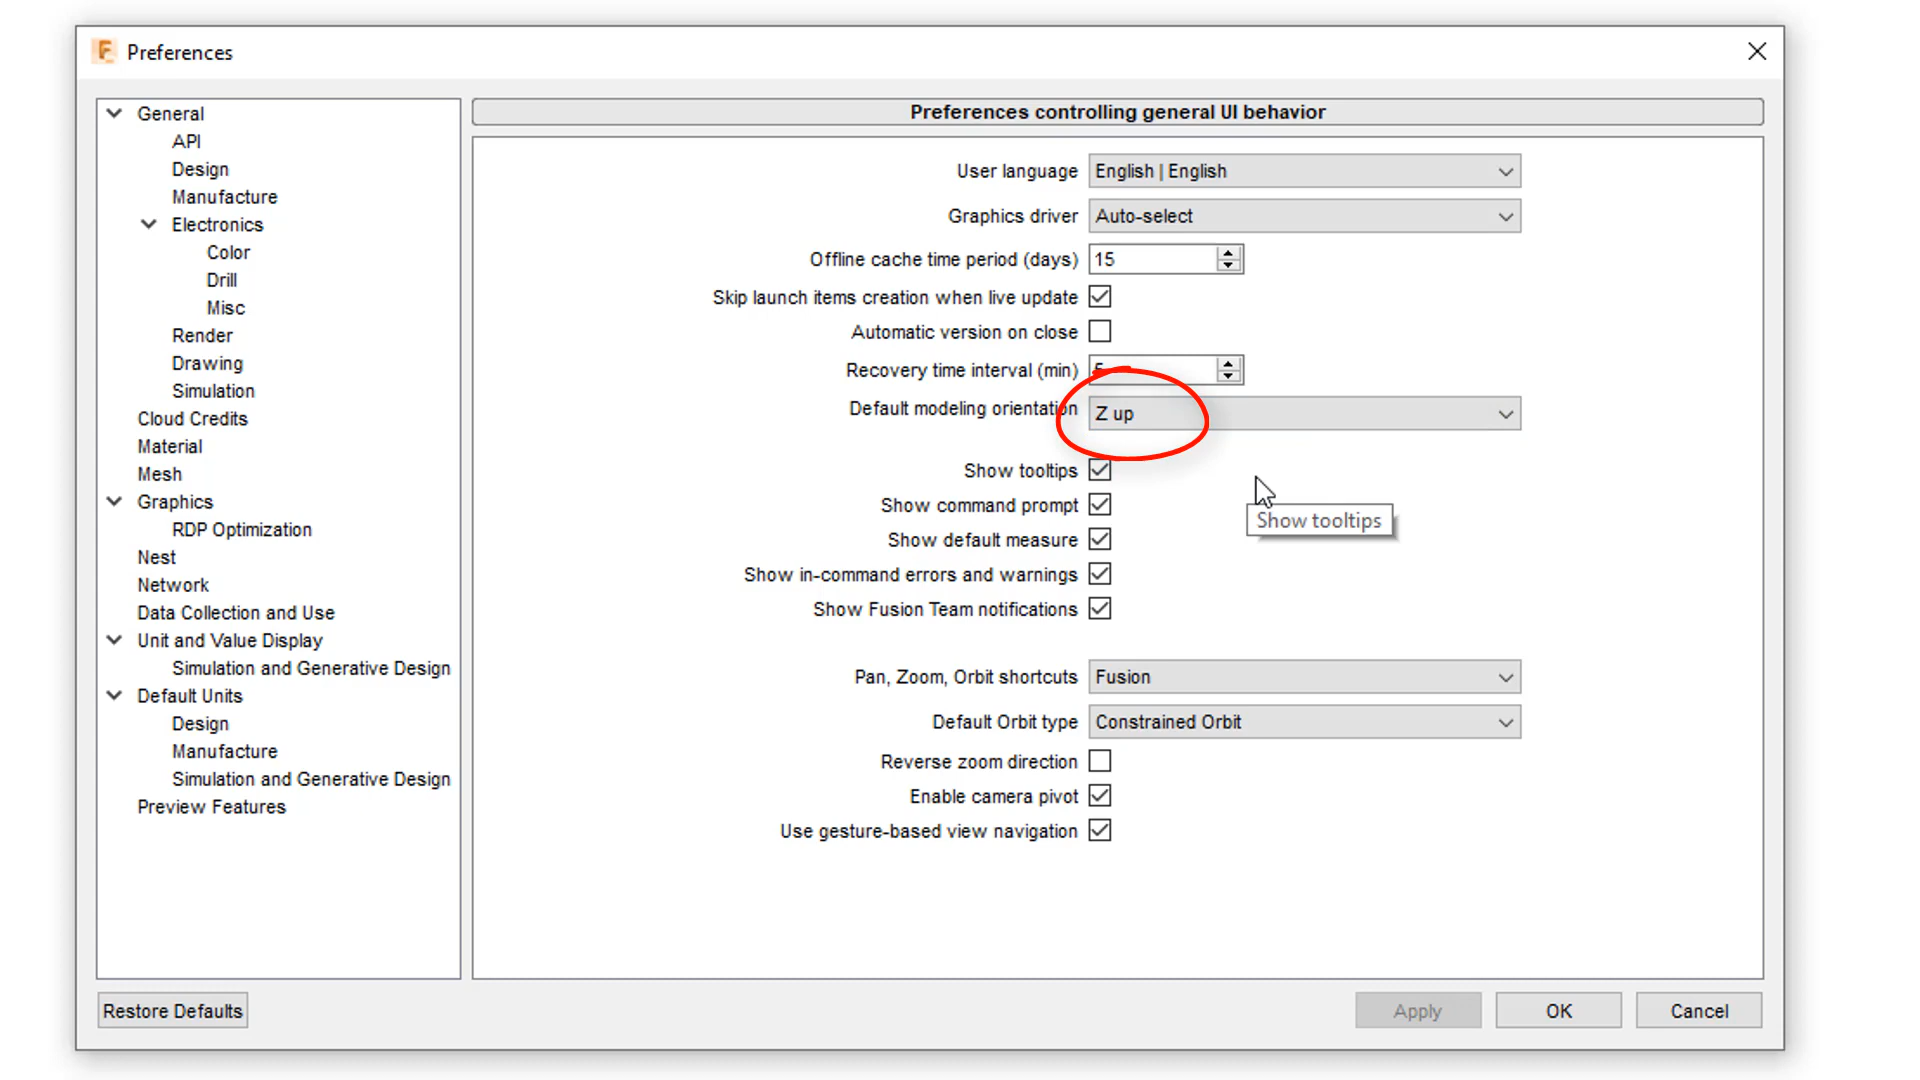 Preferences
General
API
Design
Manufacture
Electronics
Color
Drill
Misc
Render
Drawing
Simulation
Cloud Credits
Material
Mesh
Graphics
RDP Optimization
Nest
Network
Data Collection and Use
Unit and Value Display
Simulation and Generative Design
Default Units
Design
Manufacture
Simulation and Generative Design
Preview Features
Preferences controlling general UI behavior
User language English | English
Graphics driver Auto-select
Offline cache time period (days) 15
Skip launch items creation when live update
Automatic version on close
Recovery time interval (min) 5
Default modeling orientation Z up
Show tooltips
Show command prompt
Show tooltips
Show default measure
Show in-command errors and warnings
Show Fusion Team notifications
Pan, Zoom, Orbit shortcuts Fusion
Default Orbit type Constrained Orbit
Reverse zoom direction
Enable camera pivot
Use gesture-based view navigation
Restore Defaults Apply OK Cancel